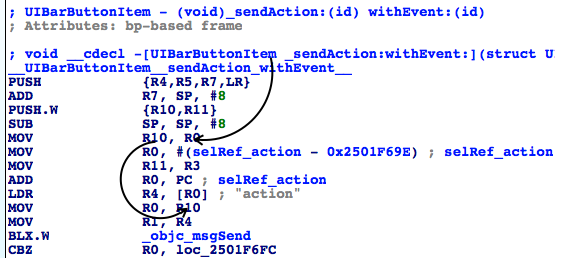 ; UIBarButtonItem - (void)_sendAction:(id) withEvent:(id)
; Attributes: bp-based frame
; void __cdecl -[UIBarButtonItem _sendAction:withEvent:](struct UI
__UIBarButtonItem__sendAction_withEvent__
PUSH {R4,R5,R7,LR}
ADD R7, SP, #8
PUSH.W {R10,R11}
SUB SP, SP, #8
MOV R10, R0
MOV R0, #(selRef_action - 0x2501F69E) ; selRef_action
MOV R11, R3
ADD R0, PC ; selRef_action
LDR R4, [R0] ; "action"
MOV R0, R10
MOV R1, R4
BLX.W _objc_msgSend
CBZ R0, loc_2501F6FC